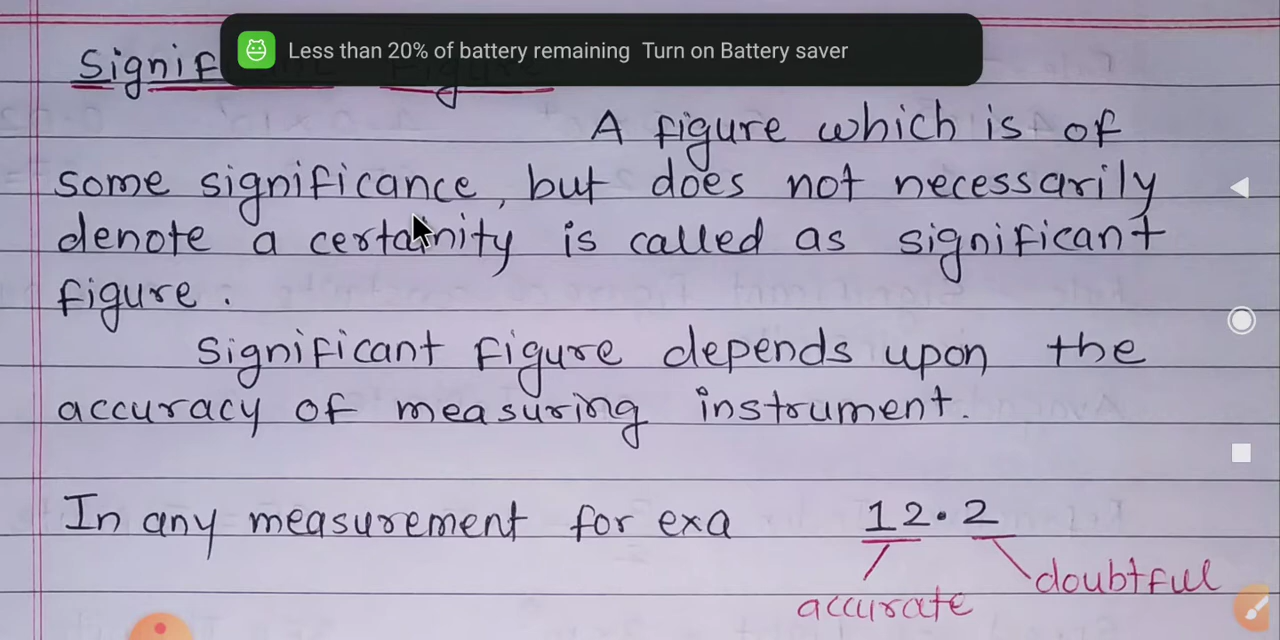 Less than 20% of battery remaining Turn on Battery saver
A figure which is of
some significance, but does not necessarily
denote a certainity is called as significant
figure.
Significant figure depends upon the
accuracy of measuring instrument.
In any measurement for exa 12.2
doubtful
accurate